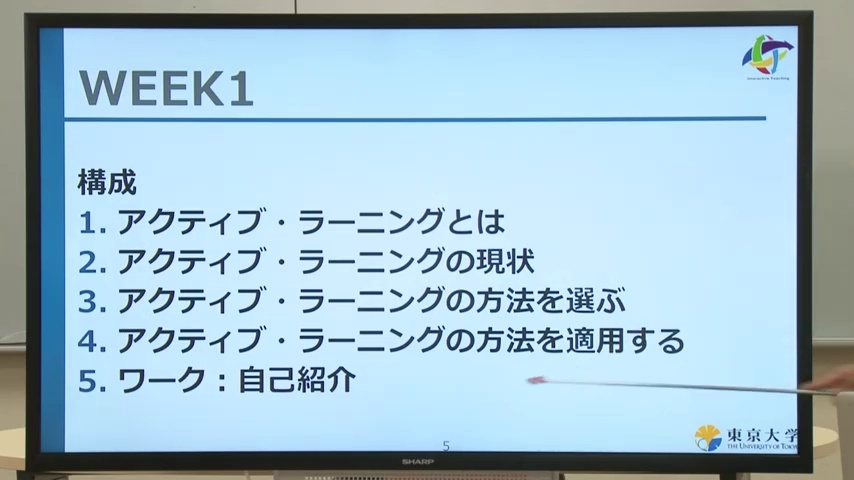 WEEK1
Interactive Teaching
構成
1. アクティブ・ラーニングとは
2. アクティブ・ラーニングの現状
3. アクティブ・ラーニングの方法を選ぶ
4. アクティブ・ラーニングの方法を適用する
5. ワーク：自己紹介
5
東京大学
THE UNIVERSITY OF TOKYO
SHARP